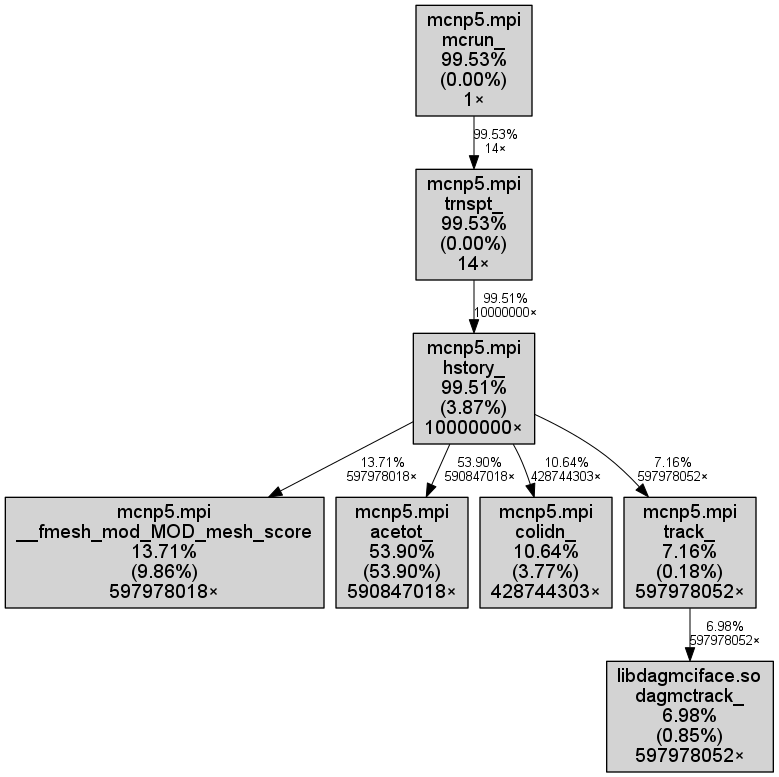 mcnp5.mpi
mcrun_
99.53%
(0.00%)
1×
99.53%
14×
mcnp5.mpi
trnspt_
99.53%
(0.00%)
14×
99.51%
10000000×
mcnp5.mpi
hstory_
99.51%
(3.87%)
10000000×
13.71%
597978018×
53.90%
590847018×
10.64%
428744303×
7.16%
597978052×
mcnp5.mpi
__fmesh_mod_MOD_mesh_score
13.71%
(9.86%)
597978018×
mcnp5.mpi
acetot_
53.90%
(53.90%)
590847018×
mcnp5.mpi
colidn_
10.64%
(3.77%)
428744303×
mcnp5.mpi
track_
7.16%
(0.18%)
597978052×
6.98%
597978052×
libdagmciface.so
dagmctrack_
6.98%
(0.85%)
597978052×